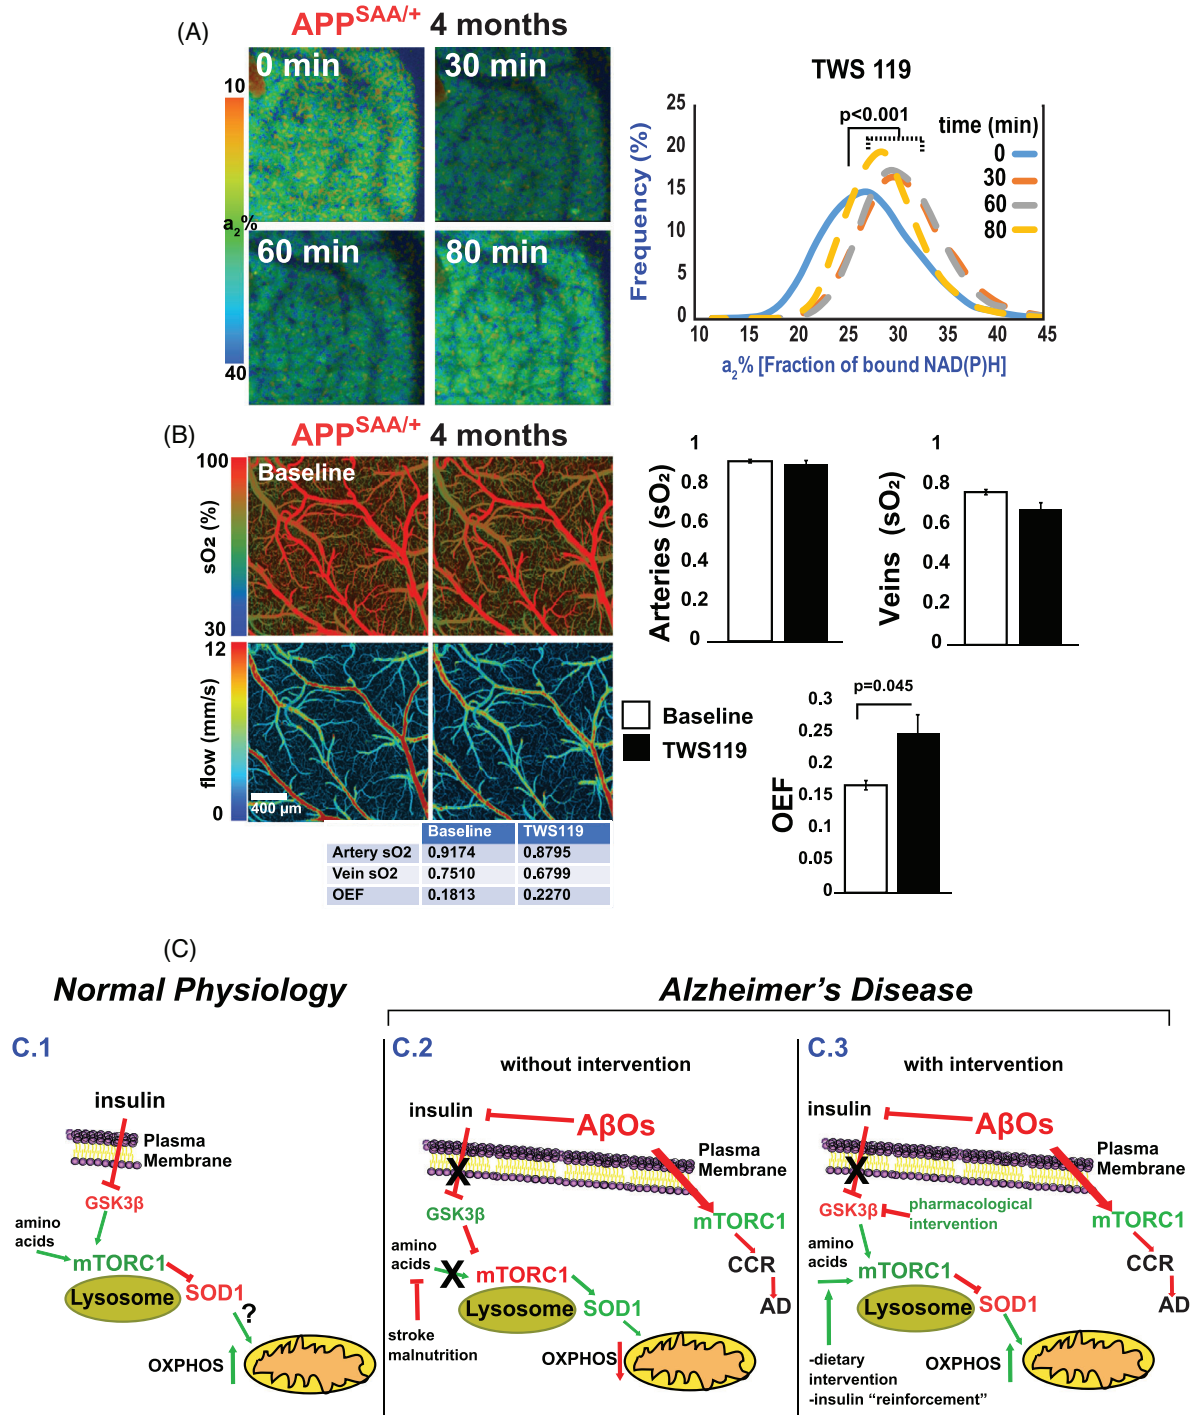 (A)
APP^SAA/+ 4 months
0 min
30 min
60 min
80 min
10
a₂%
40
TWS 119
p<0.001
time (min)
0
30
60
80
Frequency (%)
25
20
15
10
5
0
10 15 20 25 30 35 40 45
a₂% [Fraction of bound NAD(P)H]
(B)
APP^SAA/+ 4 months
Baseline
100
sO₂ (%)
30
12
flow (mm/s)
0
400 µm
Baseline TWS119
Artery sO2 0.9174 0.8795
Vein sO2 0.7510 0.6799
OEF 0.1813 0.2270
Arteries (sO₂)
1
0.8
0.6
0.4
0.2
0
Veins (sO₂)
1
0.8
0.6
0.4
0.2
0
Baseline
TWS119
p=0.045
OEF
0.3
0.25
0.2
0.15
0.1
0.05
0
(C)
Normal Physiology
Alzheimer's Disease
C.1
insulin
Plasma
Membrane
GSK3β
amino
acids
mTORC1
SOD1
Lysosome
?
OXPHOS
C.2
without intervention
insulin
AβOs
Plasma
Membrane
X
GSK3β
mTORC1
amino
acids
X
mTORC1
CCR
Lysosome
SOD1
AD
stroke
malnutrition
OXPHOS
C.3
with intervention
insulin
AβOs
Plasma
Membrane
X
GSK3β
pharmacological
intervention
mTORC1
amino
acids
mTORC1
CCR
Lysosome
SOD1
AD
-dietary
intervention
-insulin "reinforcement"
OXPHOS